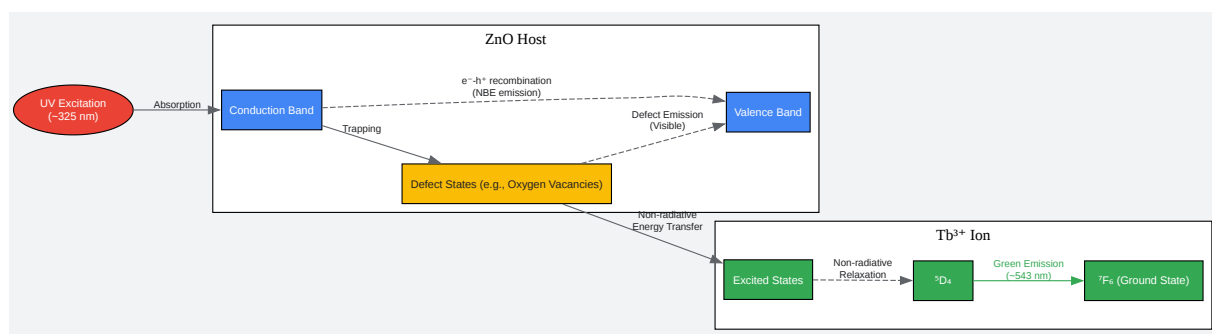 ZnO Host
UV Excitation
(~325 nm)
Absorption
Conduction Band
e⁻-h⁺ recombination
(NBE emission)
Valence Band
Trapping
Defect Emission
(Visible)
Defect States (e.g., Oxygen Vacancies)
Non-radiative
Energy Transfer
Tb³⁺ Ion
Excited States
Non-radiative
Relaxation
⁵D₄
Green Emission
(~543 nm)
⁷F₆ (Ground State)